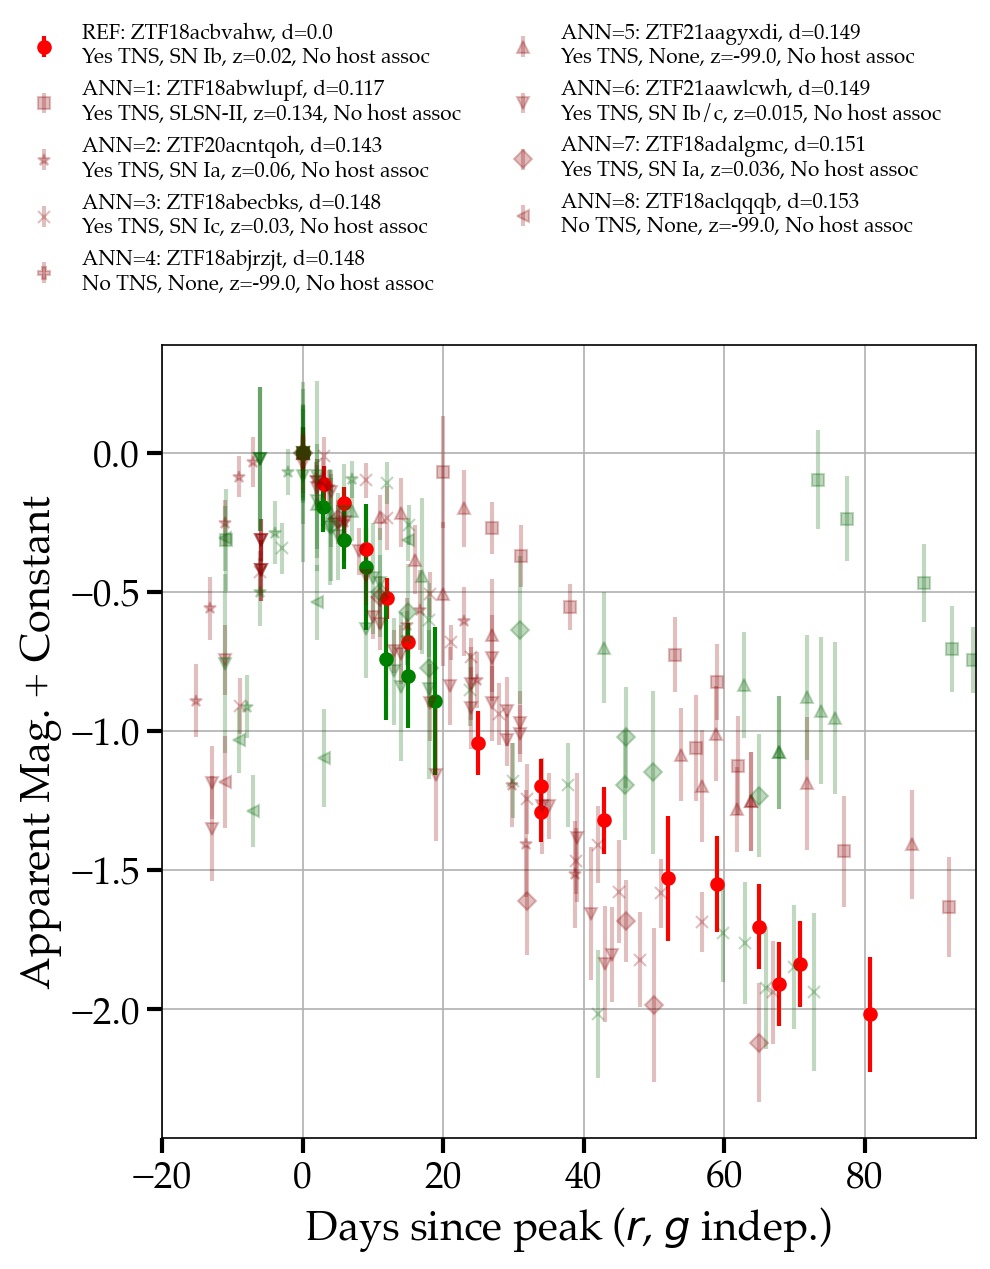 REF: ZTF18acbvahw, d=0.0
Yes TNS, SN Ib, z=0.02, No host assoc
ANN=1: ZTF18abwlupf, d=0.117
Yes TNS, SLSN-II, z=0.134, No host assoc
ANN=2: ZTF20acntqoh, d=0.143
Yes TNS, SN Ia, z=0.06, No host assoc
ANN=3: ZTF18abecbks, d=0.148
Yes TNS, SN Ic, z=0.03, No host assoc
ANN=4: ZTF18abjrzjt, d=0.148
No TNS, None, z=-99.0, No host assoc
ANN=5: ZTF21aagyxdi, d=0.149
Yes TNS, None, z=-99.0, No host assoc
ANN=6: ZTF21aawlcwh, d=0.149
Yes TNS, SN Ib/c, z=0.015, No host assoc
ANN=7: ZTF18adalgmc, d=0.151
Yes TNS, SN Ia, z=0.036, No host assoc
ANN=8: ZTF18aclqqqb, d=0.153
No TNS, None, z=-99.0, No host assoc
Apparent Mag. + Constant
0.0
−0.5
−1.0
−1.5
−2.0
−20
0
20
40
60
80
Days since peak (r, g indep.)